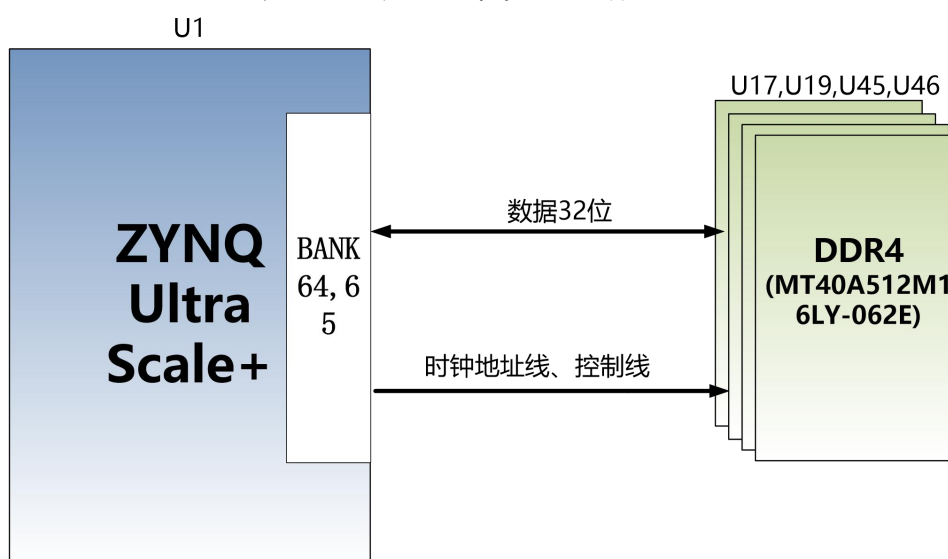 U1
U17,U19,U45,U46
ZYNQ
Ultra
Scale+
BANK
64,6
5
数据32位
时钟地址线、控制线
DDR4
(MT40A512M1
6LY-062E)